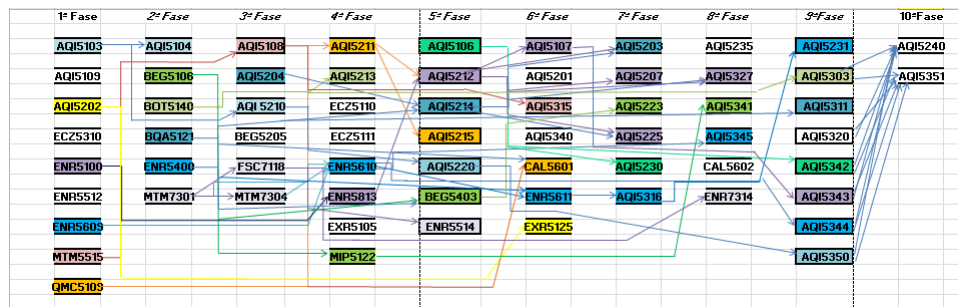 1ª Fase 2ª Fase 3ª Fase 4ª Fase 5ª Fase 6ª Fase 7ª Fase 8ª Fase 9ª Fase 10ª Fase
AQI5103 AQI5104 AQI5108 AQI5211 AQI5106 AQI5107 AQI5203 AQI5235 AQI5231 AQI5240
AQI5109 BEG5106 AQI5204 AQI5213 AQI5212 AQI5201 AQI5207 AQI5327 AQI5303 AQI5351
AQI5202 BOT5140 AQI 5210 ECZ5110 AQI5214 AQI5315 AQI5223 AQI5341 AQI5311
ECZ5310 BQA5121 BEG5205 ECZ5111 AQI5215 AQI5340 AQI5225 AQI5345 AQI5320
ENR5100 ENR5400 FSC7118 ENR5610 AQI5220 CAL5601 AQI5230 CAL5602 AQI5342
ENR5512 MTM7301 MTM7304 ENR5813 BEG5403 ENR5611 AQI5316 ENR7314 AQI5343
ENR5609 EXR5105 ENR5514 EXR5125 AQI5344
MTM5515 MIP5122 AQI5350
QMC5109